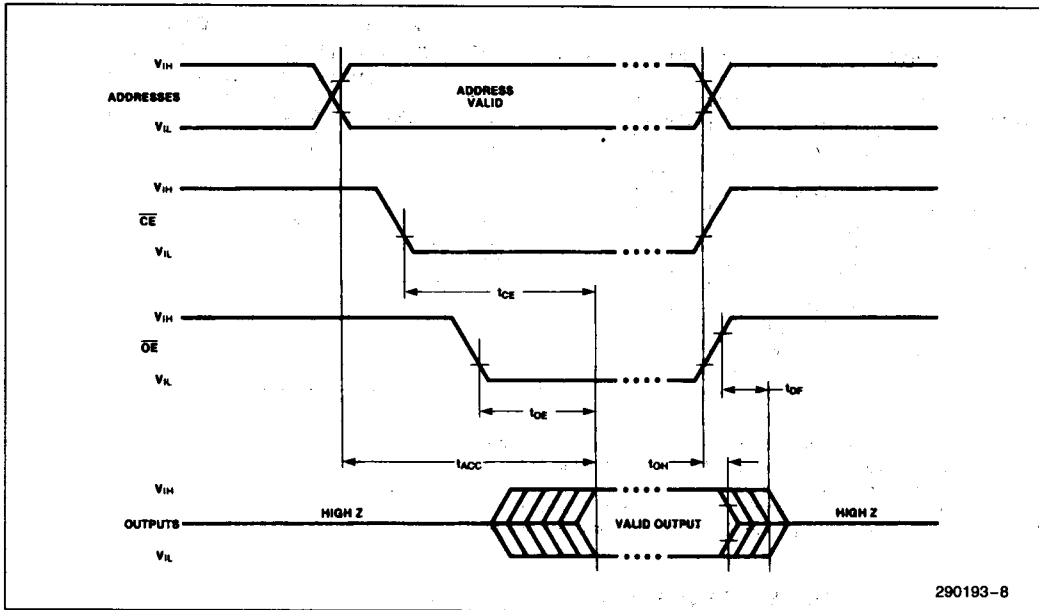 VIH
ADDRESSES
ADDRESS
VALID
VIL
VIH
CE
VIL
tCE
VIH
OE
VIL
tDF
tOE
tACC
tOH
VIH
HIGH Z
OUTPUTS
VALID OUTPUT
HIGH Z
VIL
290193-8